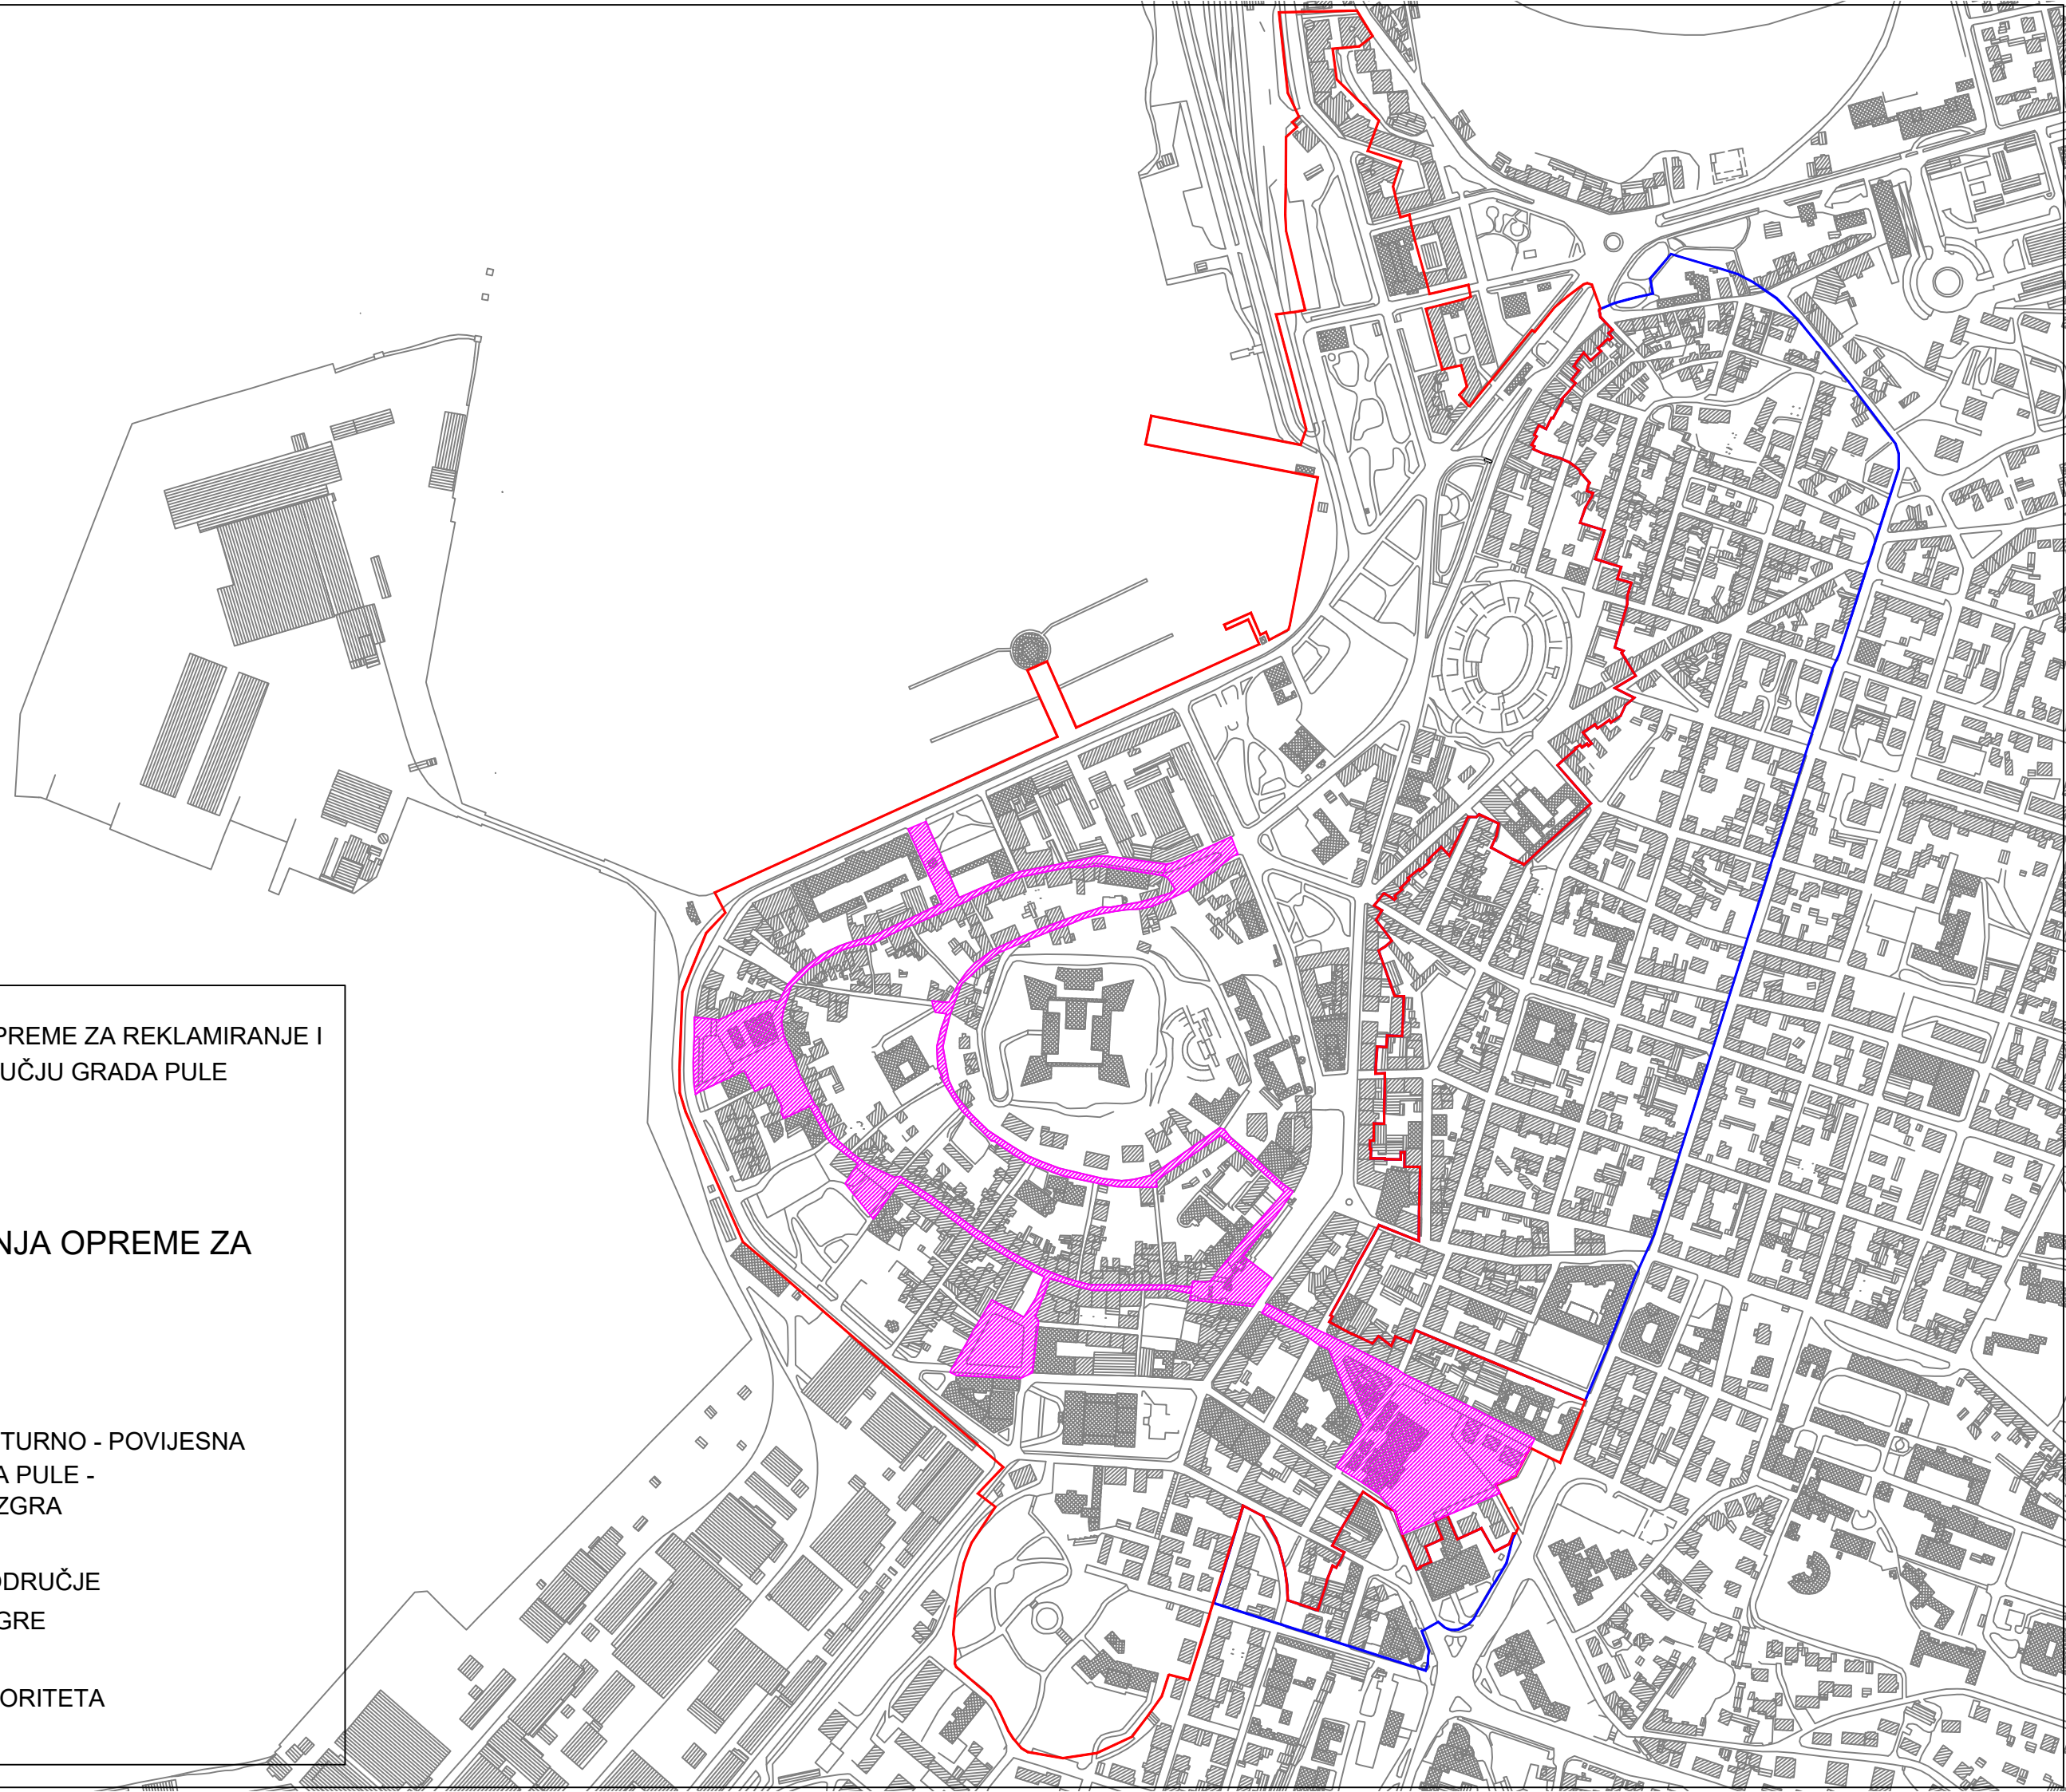 PREME ZA REKLAMIRANJE I
UČJU GRADA PULE
NJA OPREME ZA
TURNO - POVIJESNA
A PULE -
ZGRA
ODRUČJE
GRE
ORITETA